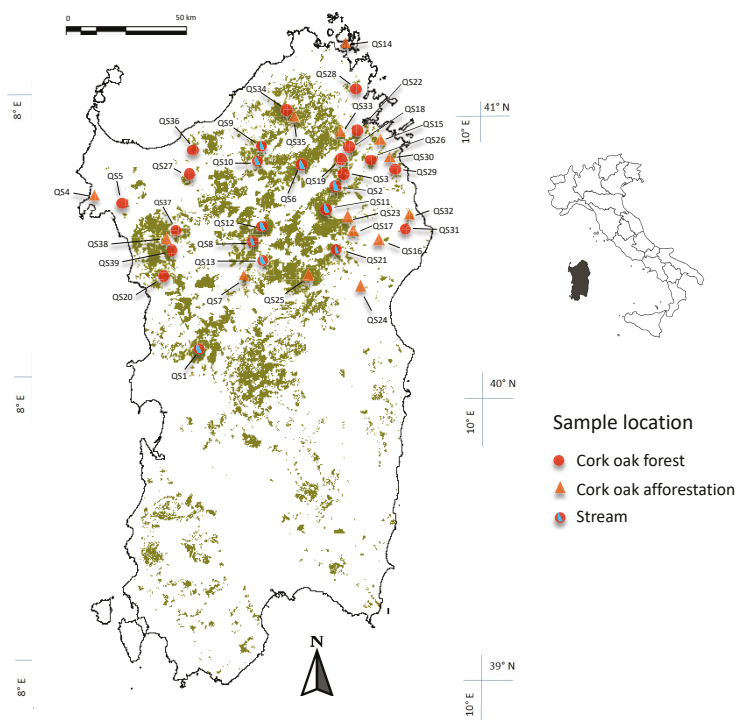 50 km
QS14
QS28
QS22
8° E
41° N
10° E
QS34
QS33
QS18
QS9
QS15
QS36
QS35
QS26
QS10
QS30
QS27
QS19
QS29
QS3
QS4
QS5
QS2
QS6
QS11
QS37
QS12
QS23
QS32
QS38
QS8
QS17
QS31
QS39
QS13
QS21
QS16
QS20
QS7
QS25
QS24
QS1
8° E
40° N
10° E
Sample location
Cork oak forest
Cork oak afforestation
Stream
N
8° E
39° N
10° E